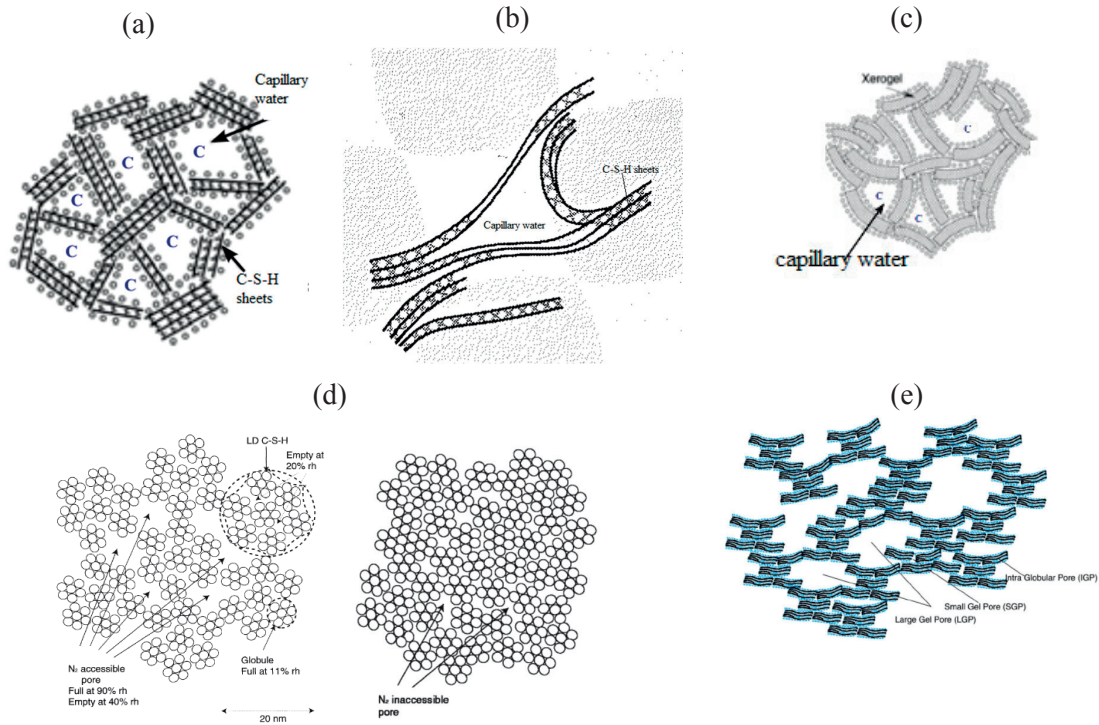 (a)
Capillary
water
C
C
C
C
C
C
C-S-H
sheets
(b)
C-S-H sheets
Capillary water
(c)
Xerogel
C
C
C
capillary water
(d)
LD C-S-H
Empty at
20% rh
N₂ accessible
pore
Full at 90% rh
Empty at 40% rh
Globule
Full at 11% rh
20 nm
N₂ inaccessible
pore
(e)
Intra Globular Pore (IGP)
Small Gel Pore (SGP)
Large Gel Pore (LGP)